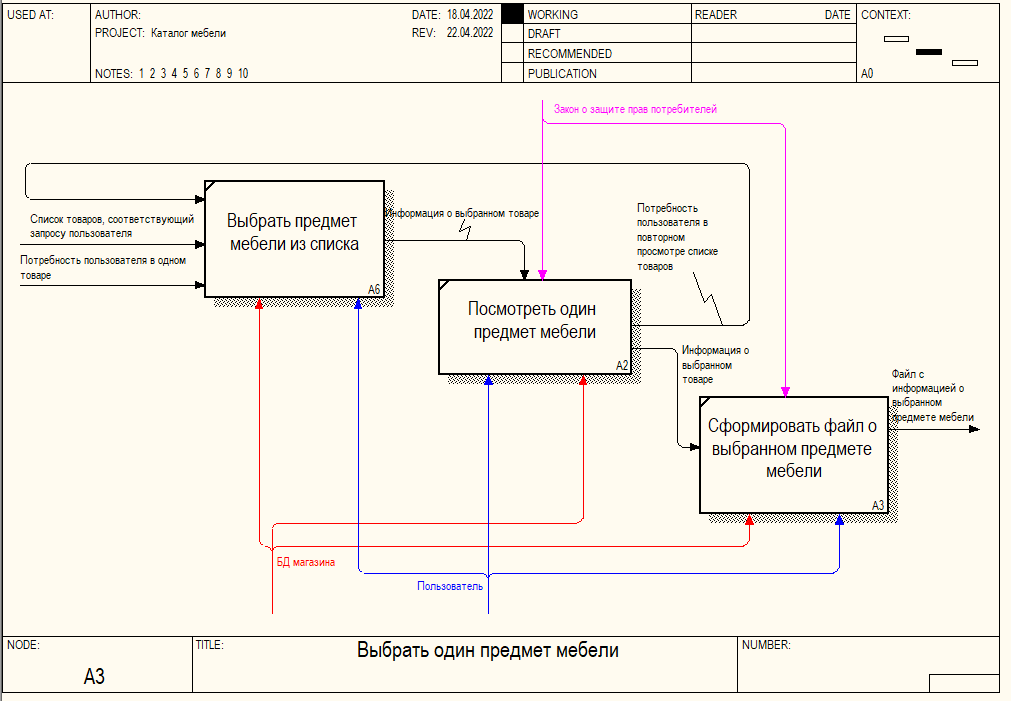 USED AT:
AUTHOR:
DATE: 18.04.2022
PROJECT: Каталог мебели
REV: 22.04.2022
NOTES: 1 2 3 4 5 6 7 8 9 10
WORKING
DRAFT
RECOMMENDED
PUBLICATION
READER
DATE
CONTEXT:
A0
Закон о защите прав потребителей
Список товаров, соответствующий
запросу пользователя
Потребность пользователя в одном
товаре
Выбрать предмет
мебели из списка
A6
Информация о выбранном товаре
Потребность
пользователя в
повторном
просмотре списке
товаров
Посмотреть один
предмет мебели
A2
Информация о
выбранном
товаре
Файл с
информацией о
выбранном
предмете мебели
Сформировать файл о
выбранном предмете
мебели
A3
БД магазина
Пользователь
NODE:
A3
TITLE:
Выбрать один предмет мебели
NUMBER: